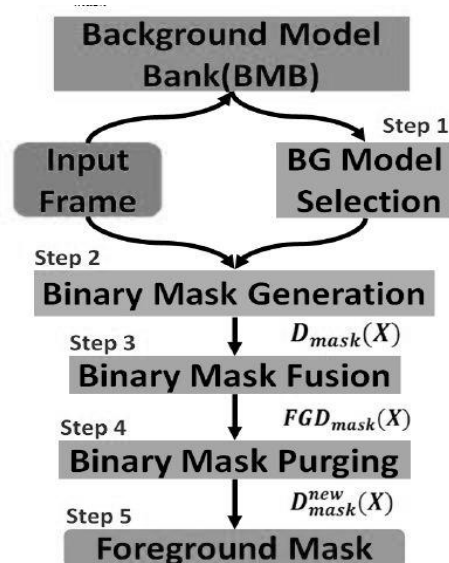 mask
Background Model
Bank(BMB)
Step 1
Input
Frame
BG Model
Selection
Step 2
Binary Mask Generation
D_mask(X)
Step 3
Binary Mask Fusion
FGD_mask(X)
Step 4
Binary Mask Purging
D_mask^new(X)
Step 5
Foreground Mask